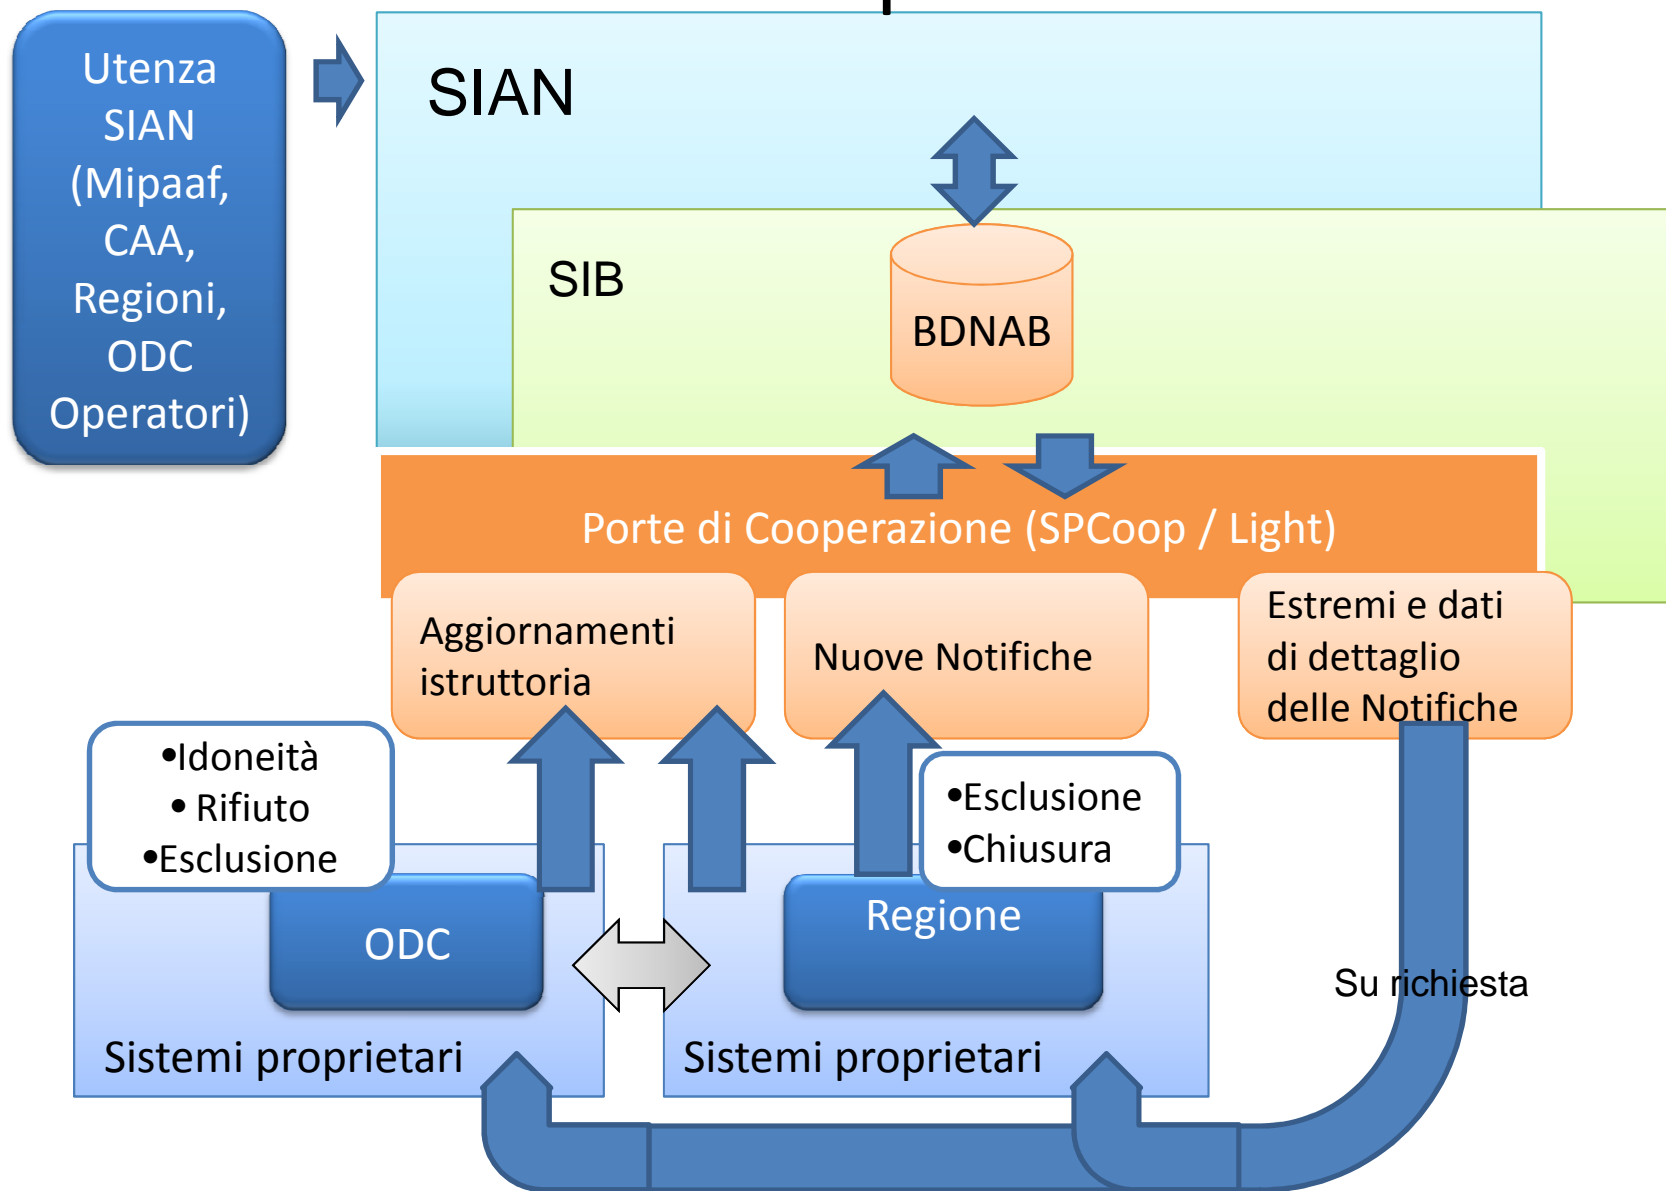 Utenza
SIAN
(Mipaaf,
CAA,
Regioni,
ODC
Operatori)
SIAN
SIB
BDNAB
Porte di Cooperazione (SPCoop / Light)
Aggiornamenti
istruttoria
Nuove Notifiche
Estremi e dati
di dettaglio
delle Notifiche
•Idoneità
• Rifiuto
•Esclusione
•Esclusione
•Chiusura
ODC
Regione
Su richiesta
Sistemi proprietari
Sistemi proprietari